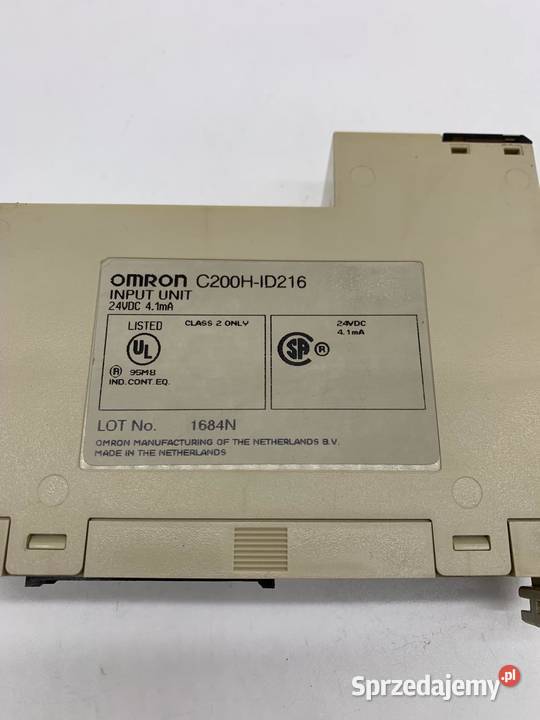 OMRON C200H-ID216
INPUT UNIT
24VDC 4.1mA
LISTED CLASS 2 ONLY
UL
R 95M8
IND.CONT.EQ.
24VDC
4.1mA
SA R
LOT No. 1684N
OMRON MANUFACTURING OF THE NETHERLANDS B.V.
MADE IN THE NETHERLANDS
Sprzedajemy.pl